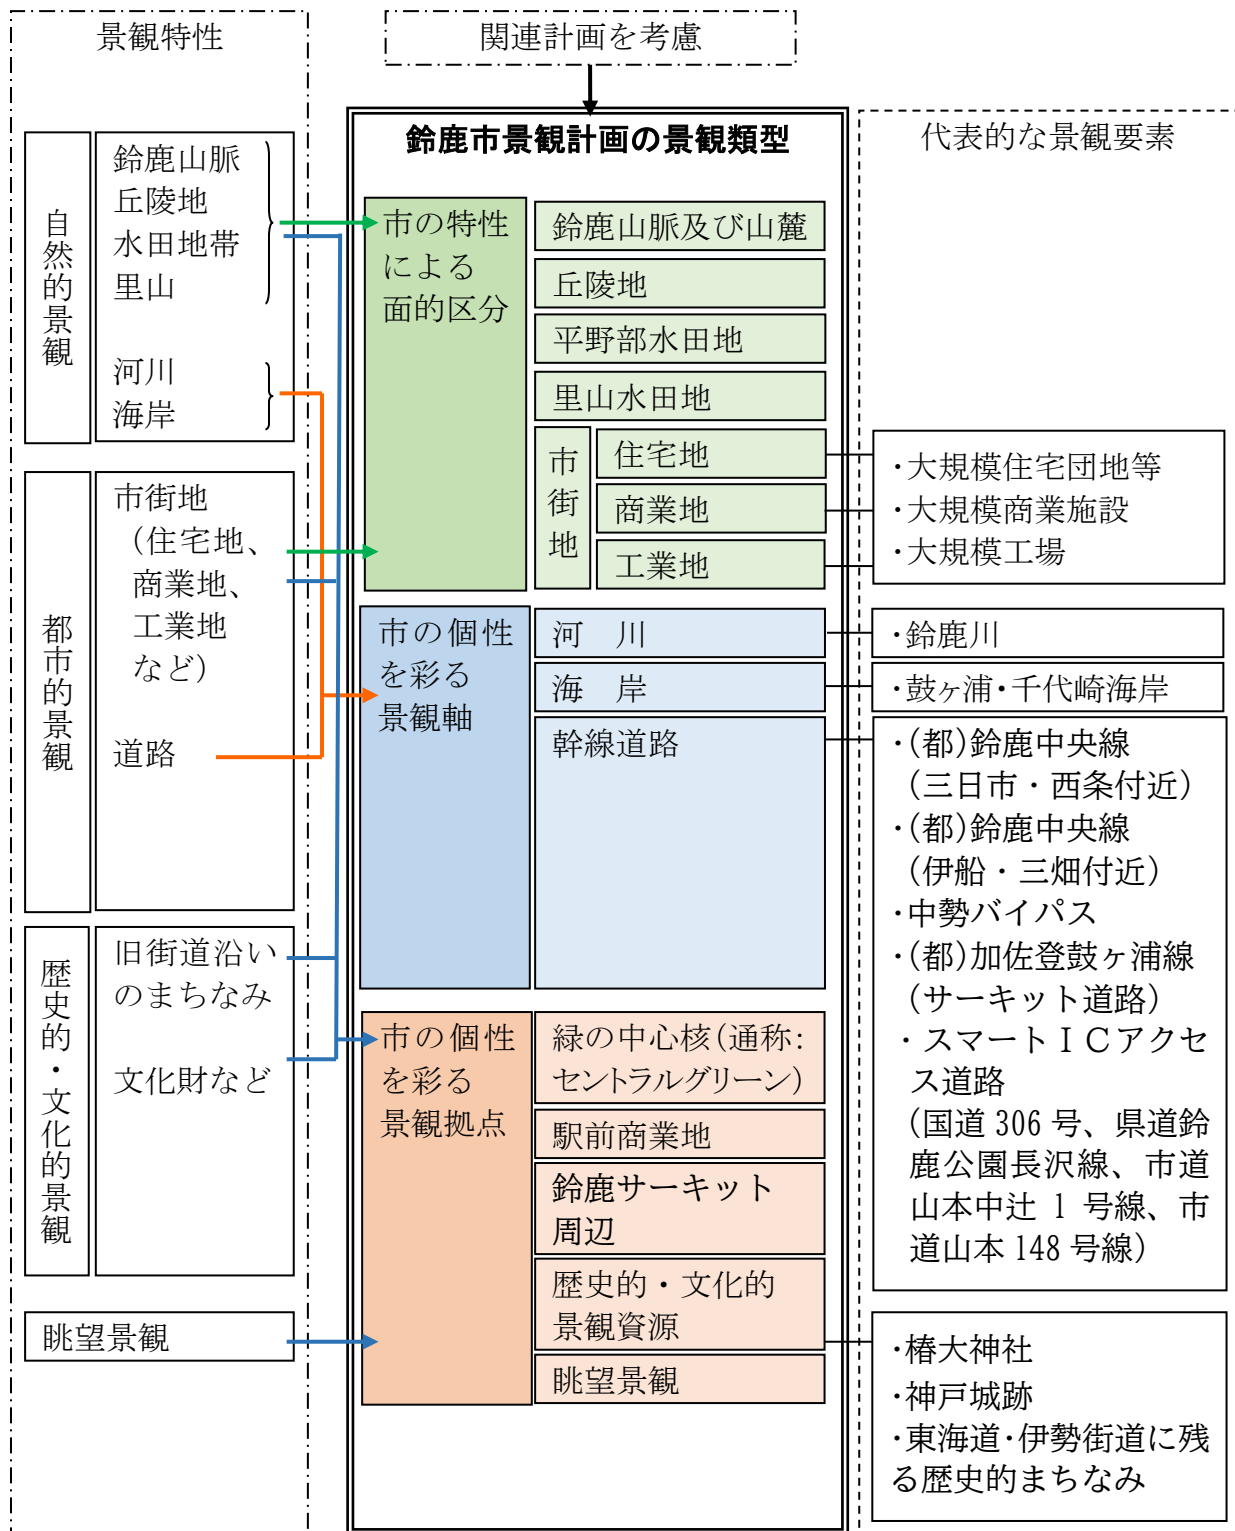 景観特性
関連計画を考慮
自然的景観
鈴鹿山脈
丘陵地
水田地帯
里山
河川
海岸
都市的景観
市街地
(住宅地、
商業地、
工業地
など)
道路
歴史的・文化的景観
旧街道沿い
のまちなみ
文化財など
眺望景観
鈴鹿市景観計画の景観類型
市の特性
による
面的区分
鈴鹿山脈及び山麓
丘陵地
平野部水田地
里山水田地
市街地
住宅地
商業地
工業地
市の個性
を彩る
景観軸
河　川
海　岸
幹線道路
市の個性
を彩る
景観拠点
緑の中心核(通称:
セントラルグリーン)
駅前商業地
鈴鹿サーキット
周辺
歴史的・文化的
景観資源
眺望景観
代表的な景観要素
・大規模住宅団地等
・大規模商業施設
・大規模工場
・鈴鹿川
・鼓ヶ浦・千代崎海岸
・(都)鈴鹿中央線
(三日市・西条付近)
・(都)鈴鹿中央線
(伊船・三畑付近)
・中勢バイパス
・(都)加佐登鼓ヶ浦線
(サーキット道路)
・スマートＩＣアクセ
ス道路
(国道 306 号、県道鈴
鹿公園長沢線、市道
山本中辻 1 号線、市
道山本 148 号線)
・椿大神社
・神戸城跡
・東海道・伊勢街道に残
る歴史的まちなみ